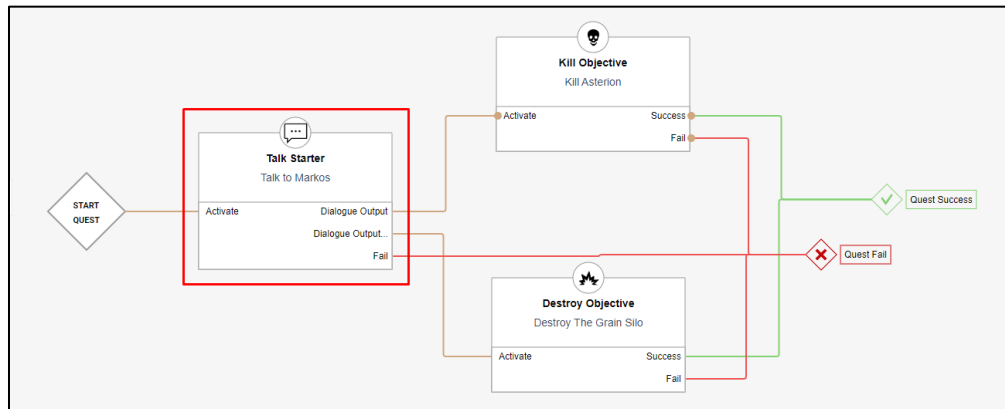 START
QUEST
Talk Starter
Talk to Markos
Activate
Dialogue Output
Dialogue Output...
Fail
Kill Objective
Kill Asterion
Activate
Success
Fail
Destroy Objective
Destroy The Grain Silo
Activate
Success
Fail
Quest Success
Quest Fail